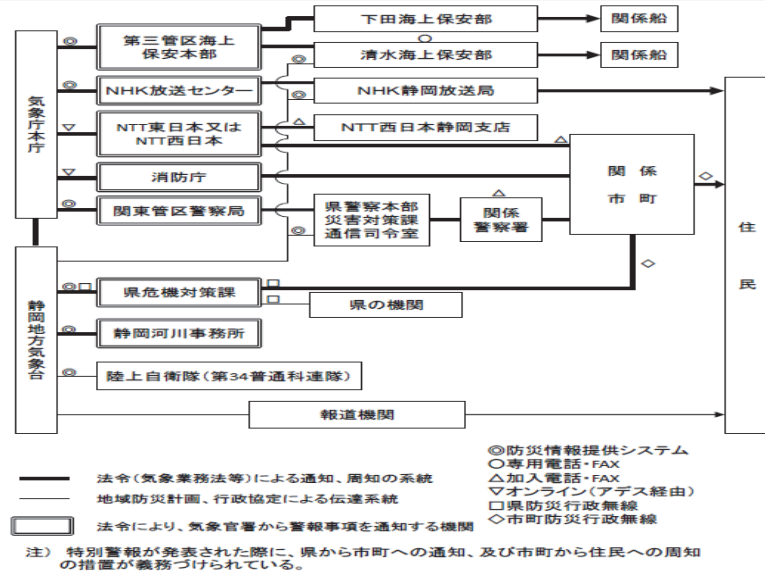 下田海上保安部
関係船
第三管区海上
保安本部
◎
○
清水海上保安部
関係船
◎
気象庁本庁
◎
NHK放送センター
◎
NHK静岡放送局
▽
NTT東日本又は
NTT西日本
△
NTT西日本静岡支店
△
▽
消防庁
関係
市町
◇
住民
◎
関東管区警察局
◎
県警察本部
災害対策課
通信司令室
△
関係
警察署
◇
静岡地方気象台
◎□
県危機対策課
□
□
県の機関
◎
静岡河川事務所
◎
陸上自衛隊(第34普通科連隊)
報道機関
法令(気象業務法等)による通知、周知の系統
地域防災計画、行政協定による伝達系統
法令により、気象官署から警報事項を通知する機関
◎防災情報提供システム
○専用電話・FAX
△加入電話・FAX
▽オンライン(アデス経由)
□県防災行政無線
◇市町防災行政無線
注) 特別警報が発表された際に、県から市町への通知、及び市町から住民への周知
の措置が義務づけられている。